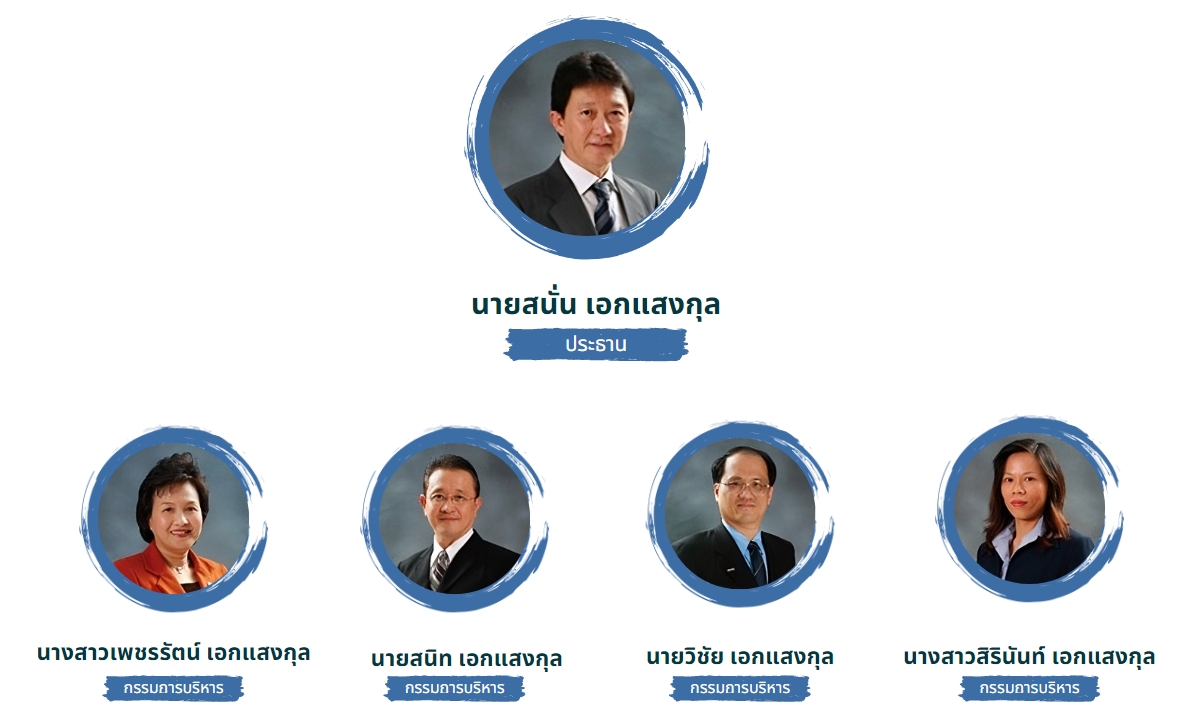 นายสนั่น เอกแสงกุล
ประธาน
นางสาวเพชรรัตน์ เอกแสงกุล
กรรมการบริหาร
นายสนิท เอกแสงกุล
กรรมการบริหาร
นายวิชัย เอกแสงกุล
กรรมการบริหาร
นางสาวสิรินันท์ เอกแสงกุล
กรรมการบริหาร